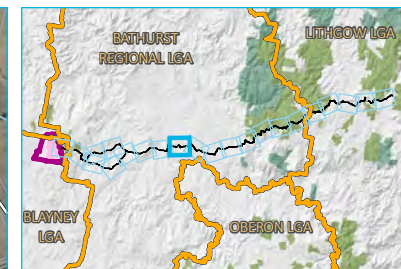 BATHURST
REGIONAL LGA
LITHGOW LGA
BLAYNEY
LGA
OBERON LGA